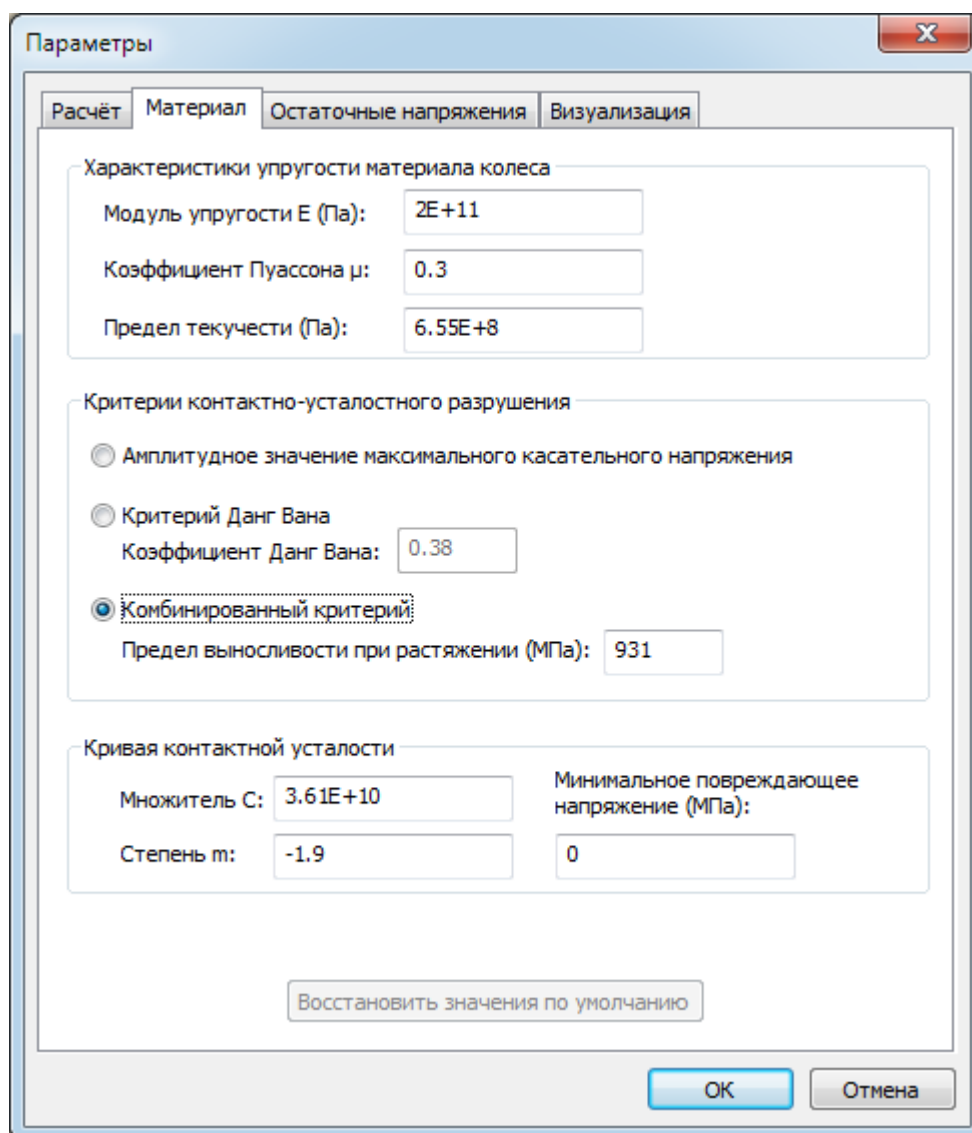 Параметры
Расчёт Материал Остаточные напряжения Визуализация
Характеристики упругости материала колеса
Модуль упругости E (Па): 2E+11
Коэффициент Пуассона μ: 0.3
Предел текучести (Па): 6.55E+8
Критерии контактно-усталостного разрушения
Амплитудное значение максимального касательного напряжения
Критерий Данг Вана
Коэффициент Данг Вана: 0.38
Комбинированный критерий
Предел выносливости при растяжении (МПа): 931
Кривая контактной усталости
Множитель C: 3.61E+10
Минимальное повреждающее
напряжение (МПа):
Степень m: -1.9 0
Восстановить значения по умолчанию
OK Отмена